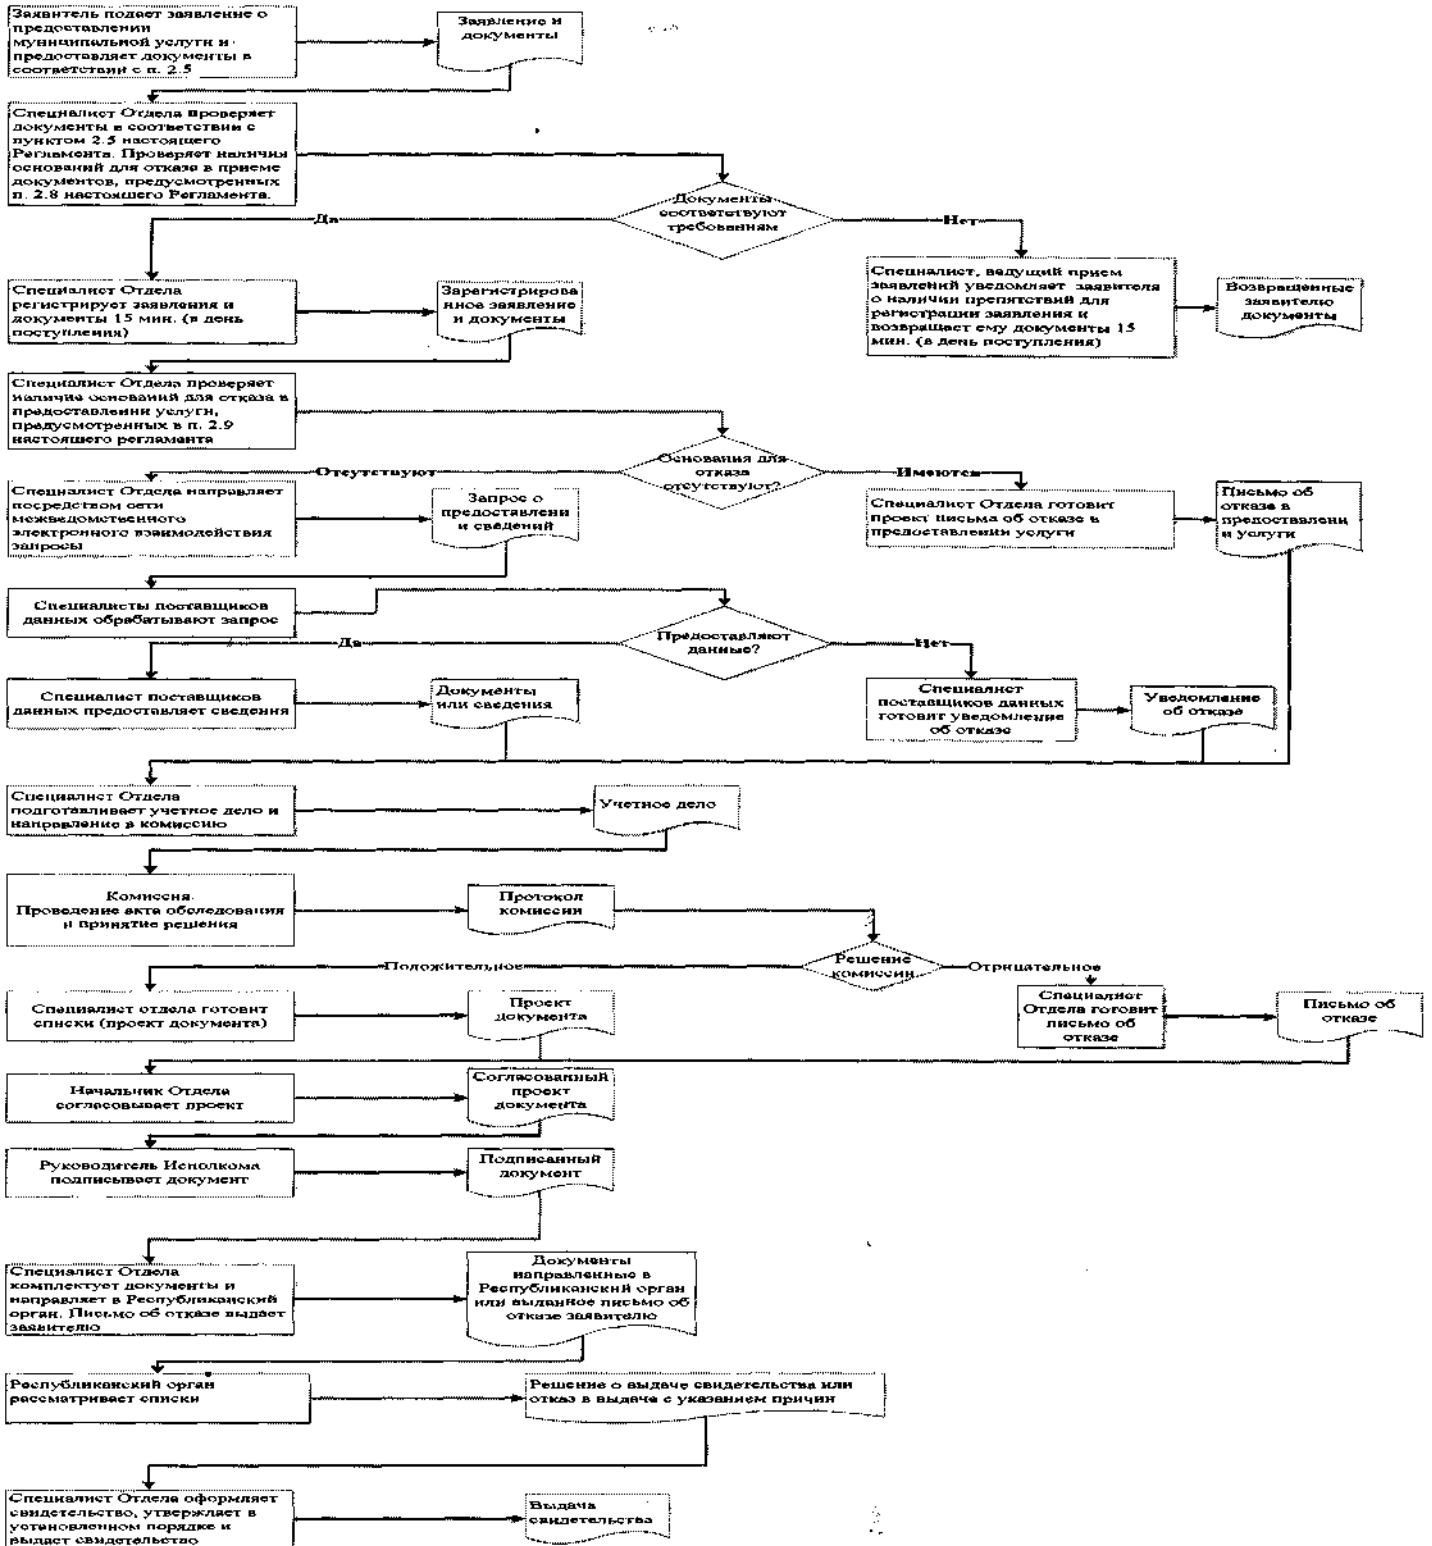 Заявитель подает заявление о
предоставлении
муниципальной услуги и
предоставляет документы в
соответствии с п. 2.5
Заявление и
документы
Специалист Отдела проверяет
документы в соответствии с
пунктом 2.5 настоящего
Регламента. Проверяет наличия
оснований для отказа в приеме
документов, предусмотренных
п. 2.8 настоящего Регламента.
Документы
соответствуют
требованиям
Да
Нет
Специалист Отдела
регистрирует заявления и
документы 15 мин. (в день
поступления)
Зарегистрирова
нное заявление
и документы
Специалист, ведущий прием
заявлений уведомляет заявителя
о наличии препятствий для
регистрации заявления и
возвращает ему документы 15
мин. (в день поступления)
Возвращенные
заявителю
документы
Специалист Отдела проверяет
наличие оснований для отказа в
предоставлении услуги,
предусмотренных в п. 2.9
настоящего регламента
Основания для
отказа
отсутствуют?
Отсутствуют
Имеются
Специалист Отдела направляет
посредством сети
межведомственного
электронного взаимодействия
запросы
Запрос о
предоставлени
и сведений
Специалист Отдела готовит
проект письма об отказе в
предоставлении услуги
Письмо об
отказе в
предоставлени
и услуги
Специалисты поставщиков
данных обрабатывают запрос
Предоставляют
данные?
Да
Нет
Специалист поставщиков
данных предоставляет сведения
Документы
или сведения
Специалист
поставщиков данных
готовит уведомление
об отказе
Уведомление
об отказе
Специалист Отдела
подготавливает учетное дело и
направление в комиссию
Учетное дело
Комиссия.
Проведение акта обследования
и принятие решения
Протокол
комиссии
Решение
комиссии
Положительное
Отрицательное
Специалист отдела готовит
списки (проект документа)
Проект
документа
Специалист
Отдела готовит
письмо об
отказе
Письмо об
отказе
Начальник Отдела
согласовывает проект
Согласованный
проект
документа
Руководитель Исполкома
подписывает документ
Подписанный
документ
Специалист Отдела
комплектует документы и
направляет в Республиканский
орган. Письмо об отказе выдает
заявителю
Документы
направленные в
Республиканский орган
или выданное письмо об
отказе заявителю
Республиканский орган
рассматривает списки
Решение о выдаче свидетельства или
отказ в выдаче с указанием причин
Специалист Отдела оформляет
свидетельство, утверждает в
установленном порядке и
выдает свидетельство
Выдача
свидетельства